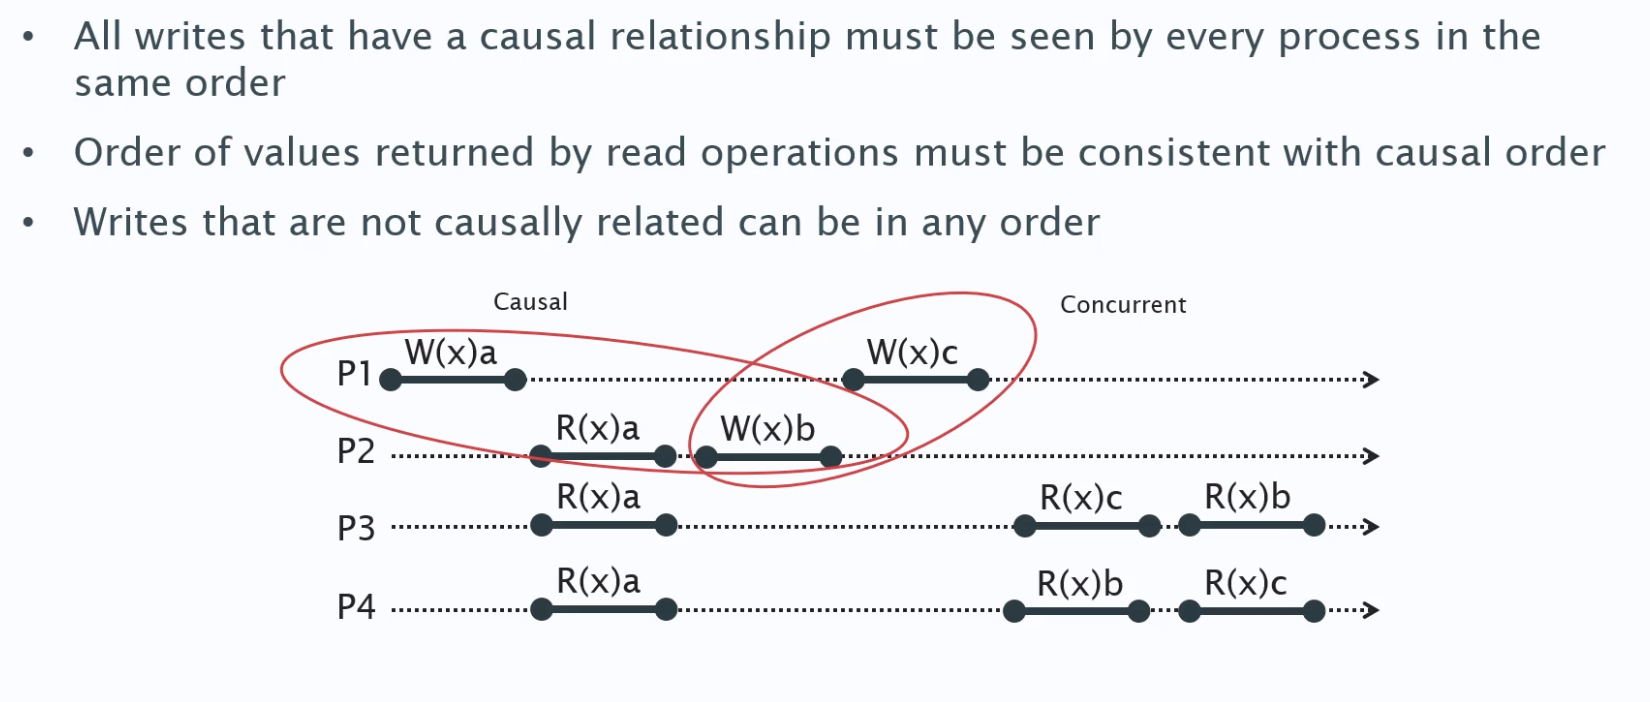 • All writes that have a causal relationship must be seen by every process in the
same order
• Order of values returned by read operations must be consistent with causal order
• Writes that are not causally related can be in any order
Causal
Concurrent
W(x)a
W(x)c
P1
R(x)a
W(x)b
P2
R(x)a
R(x)c
R(x)b
P3
R(x)a
R(x)b
R(x)c
P4